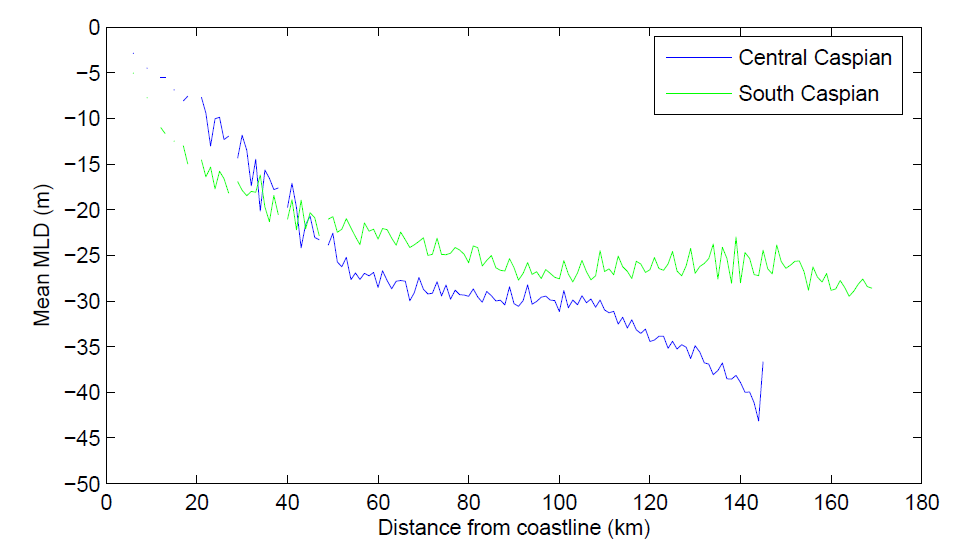 0
−5
−10
−15
−20
−25
−30
−35
−40
−45
−50
Mean MLD (m)
Central Caspian
South Caspian
0 20 40 60 80 100 120 140 160 180
Distance from coastline (km)